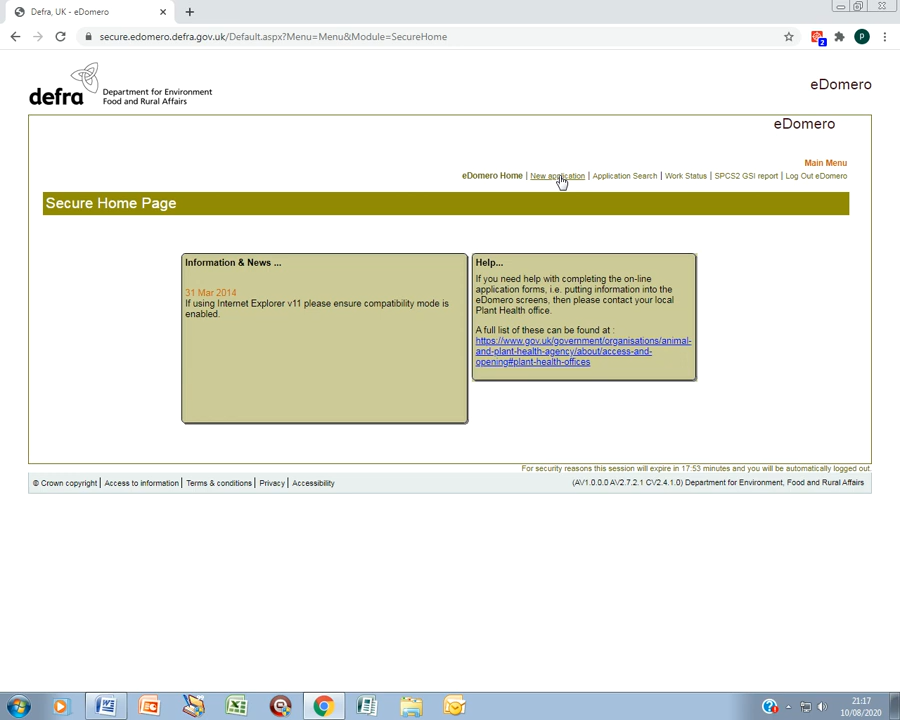 Defra, UK - eDomero
secure.edomero.defra.gov.uk/Default.aspx?Menu=Menu&Module=SecureHome
2
P
defra
Department for Environment
Food and Rural Affairs
eDomero
eDomero
Main Menu
eDomero Home | New application | Application Search | Work Status | SPCS2 GSI report | Log Out eDomero
Secure Home Page
Information & News ...
31 Mar 2014
If using Internet Explorer v11 please ensure compatibility mode is
enabled.
Help...
If you need help with completing the on-line
application forms, i.e. putting information into the
eDomero screens, then please contact your local
Plant Health office.
A full list of these can be found at :
https://www.gov.uk/government/organisations/animal-
and-plant-health-agency/about/access-and-
opening#plant-health-offices
For security reasons this session will expire in 17:53 minutes and you will be automatically logged out.
© Crown copyright | Access to information | Terms & conditions | Privacy | Accessibility
(AV1.0.0.0 AV2.7.2.1 CV2.4.1.0) Department for Environment, Food and Rural Affairs
21:17
10/08/2020